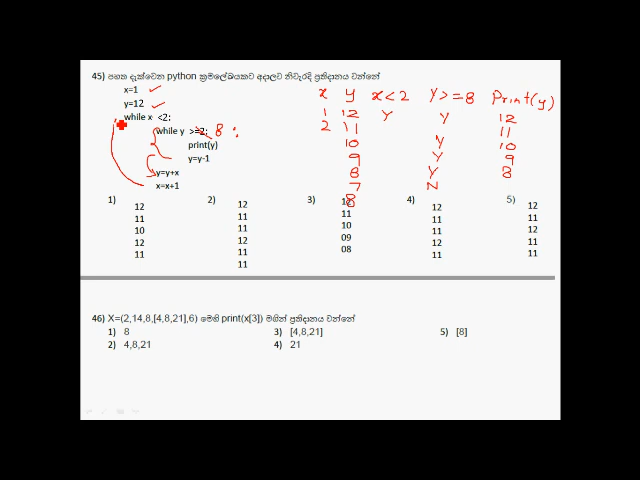 45) පහත දැක්වෙන python ක්‍රමලේඛයකට අදාලව නිවැරදි ප්‍රතිදානය වන්නේ
x=1
y=12
while x <2:
while y >=2: 8 :
print(y)
y=y-1
y=y+x
x=x+1
x y x<2 y>=8 Print(y)
1 12 Y Y 12
2 11 11
10 Y 10
9 Y 9
8 Y 8
7 N
8
1) 2) 3) 4) 5)
12 12 12 12 12
11 11 11 11 11
10 11 10 11 12
12 11 09 12 11
11 11 08 11 11
11
46) X=(2,14,8,[4,8,21],6) මෙහි print(x[3]) මගින් ප්‍රතිදානය වන්නේ
1) 8 3) [4,8,21] 5) [8]
2) 4,8,21 4) 21